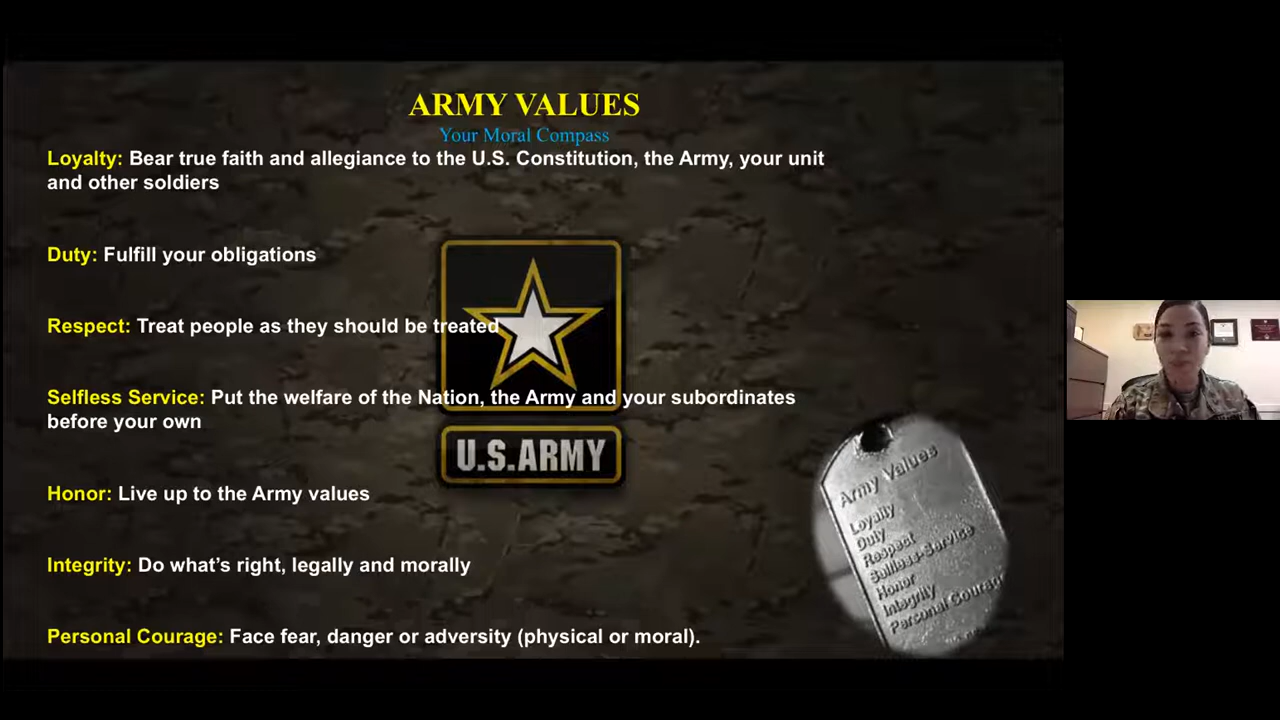 ARMY VALUES
Your Moral Compass
Loyalty: Bear true faith and allegiance to the U.S. Constitution, the Army, your unit
and other soldiers
Duty: Fulfill your obligations
Respect: Treat people as they should be treated
Selfless Service: Put the welfare of the Nation, the Army and your subordinates
before your own
Honor: Live up to the Army values
Integrity: Do what’s right, legally and morally
Personal Courage: Face fear, danger or adversity (physical or moral).
U.S.ARMY
Army Values
Loyalty
Duty
Respect
Selfless-Service
Honor
Integrity
Personal Courage